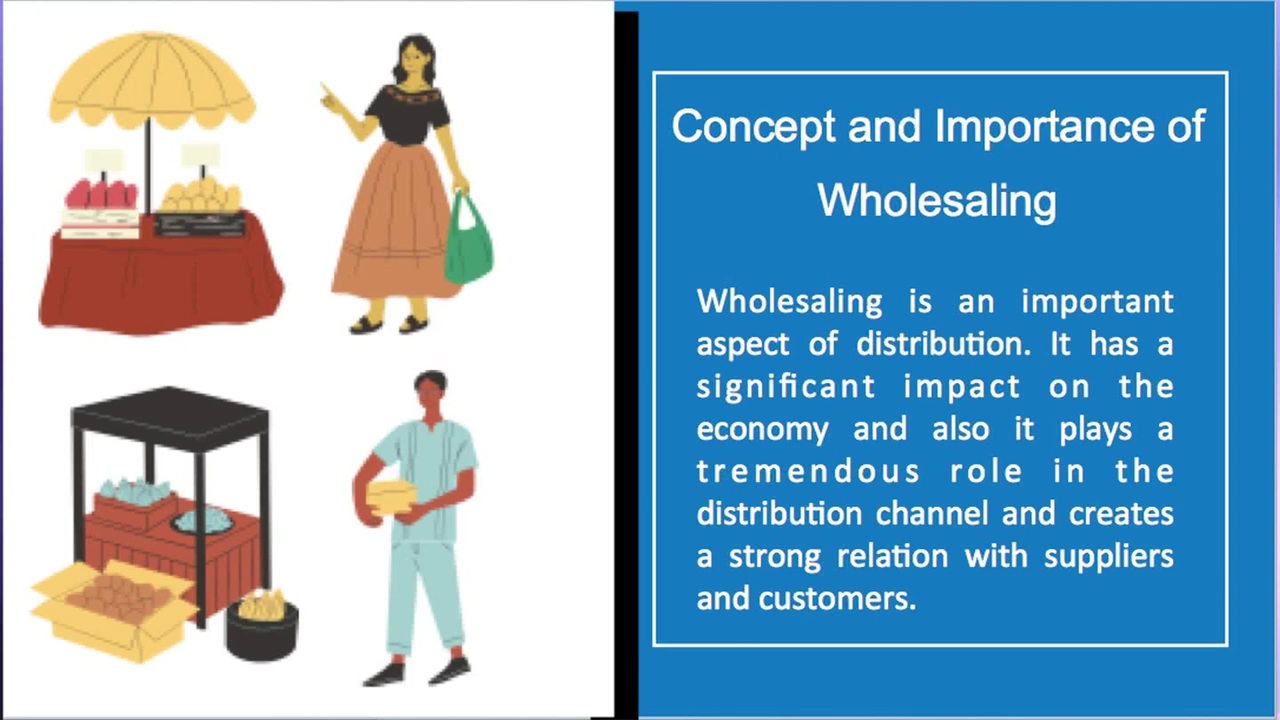 Concept and Importance of
Wholesaling
Wholesaling is an important
aspect of distribution. It has a
significant impact on the
economy and also it plays a
tremendous role in the
distribution channel and creates
a strong relation with suppliers
and customers.